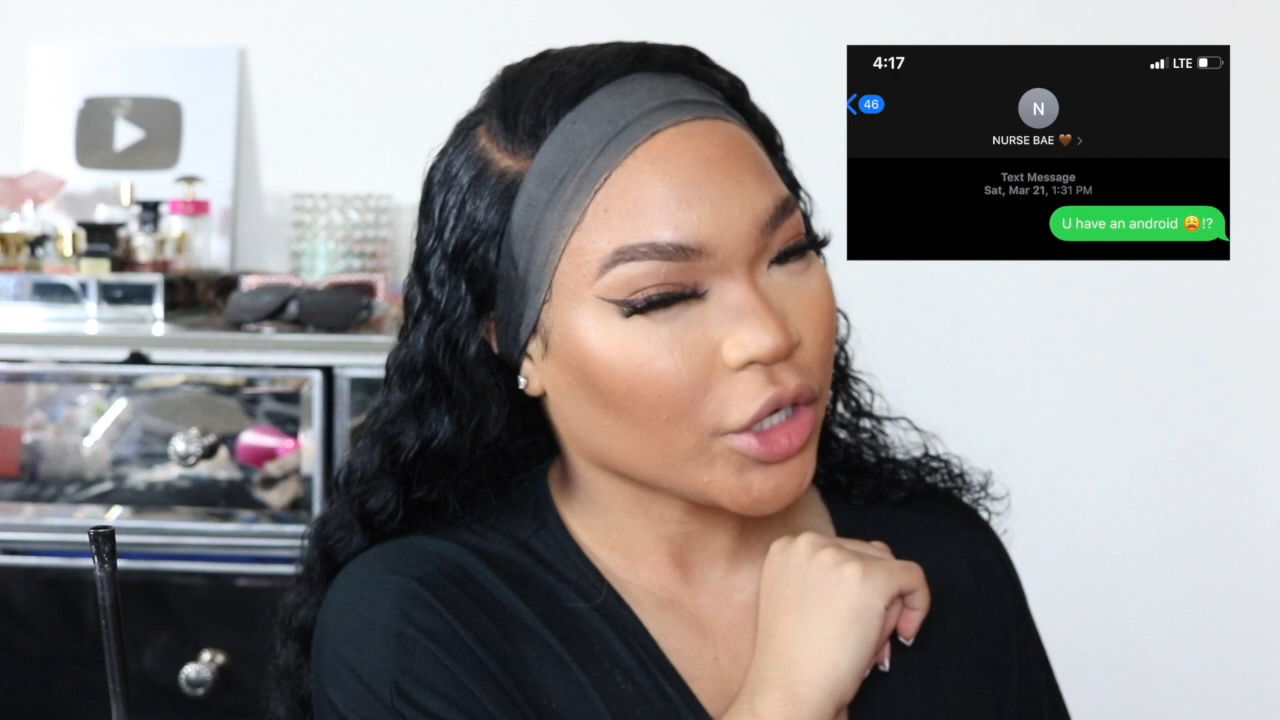 4:17
LTE
46
N
NURSE BAE 🤎 >
Text Message
Sat, Mar 21, 1:31 PM
U have an android 😩!?